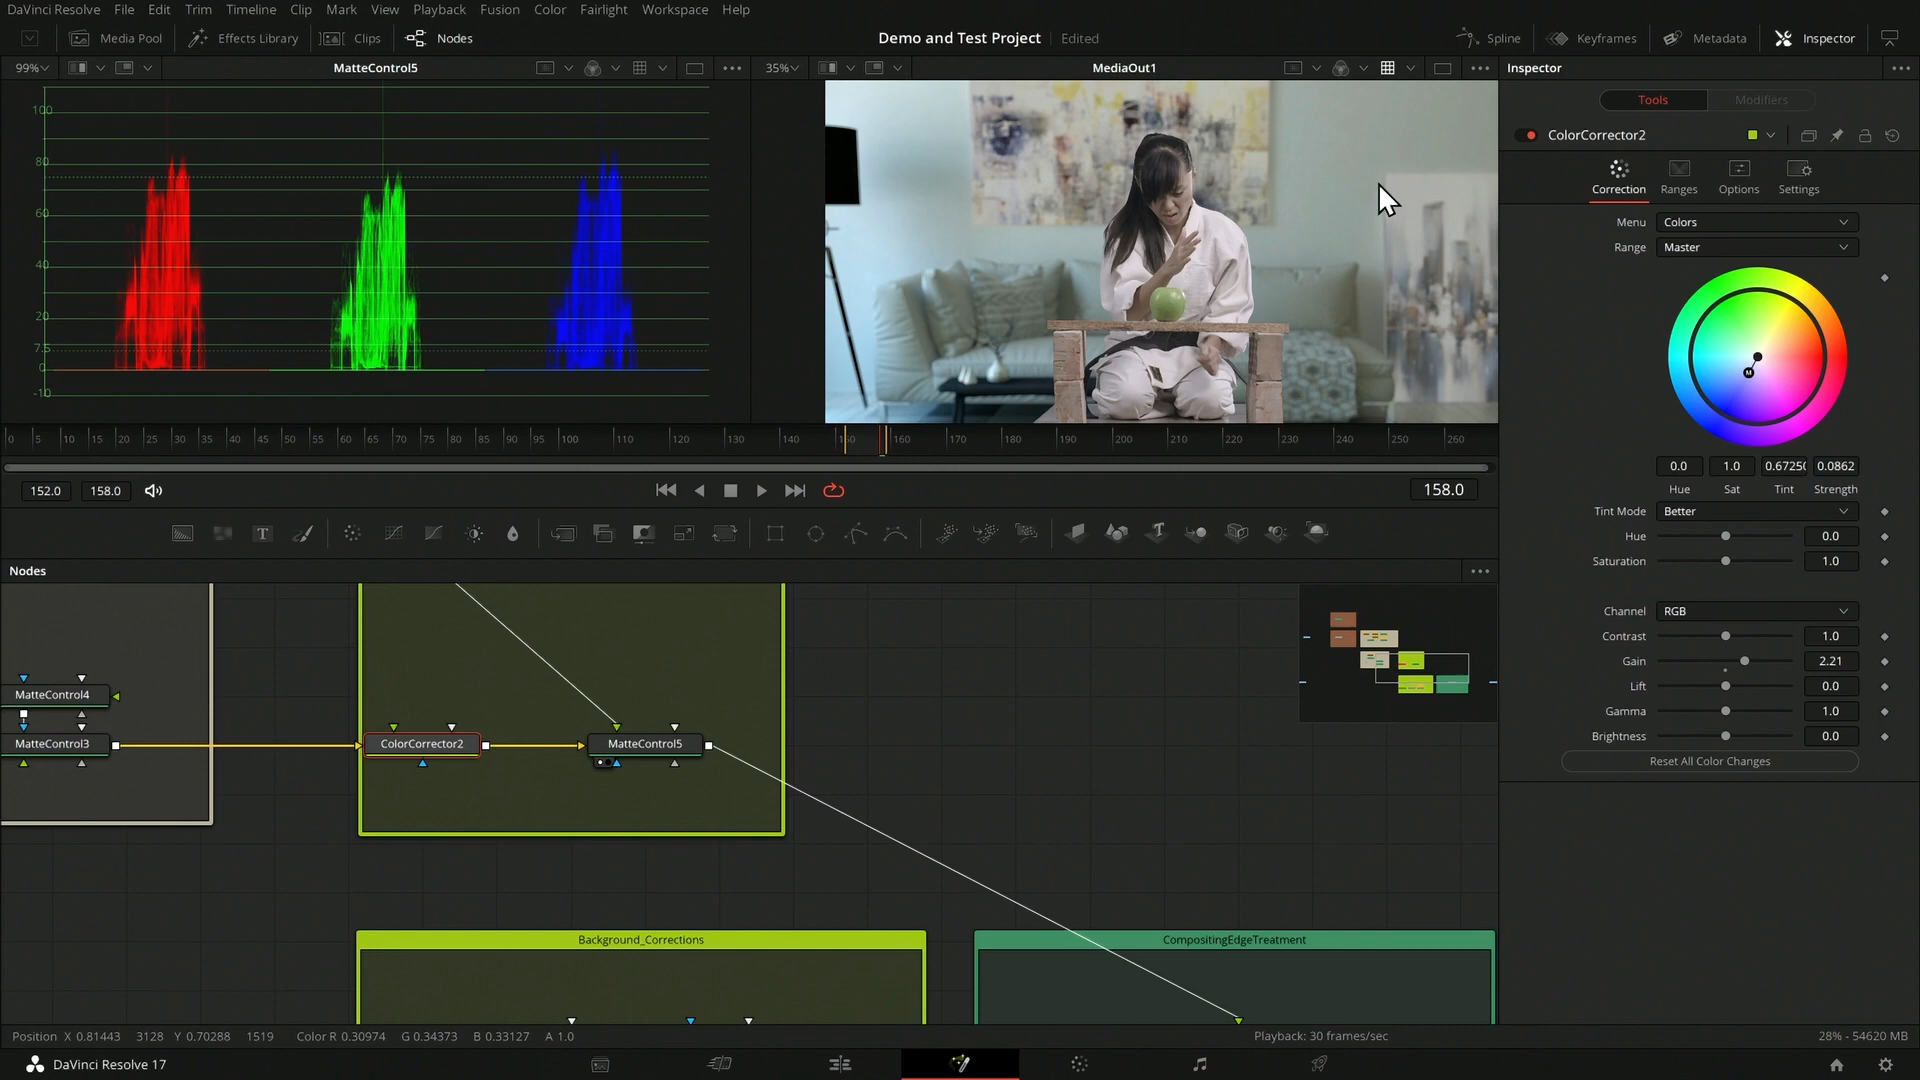 DaVinci Resolve File Edit Trim Timeline Clip Mark View Playback Fusion Color Fairlight Workspace Help
Media Pool Effects Library Clips Nodes Demo and Test Project Edited Spline Keyframes Metadata Inspector
99% MatteControl5 35% MediaOut1 Inspector
Tools Modifiers
ColorCorrector2
Correction Ranges Options Settings
Menu Colors
Range Master
100
80
60
40
20
7.5
0
-10
0.0 1.0 0.67250 0.0862
Hue Sat Tint Strength
0 5 10 15 20 25 30 35 40 45 50 55 60 65 70 75 80 85 90 95 100 110 120 130 140 150 160 170 180 190 200 210 220 230 240 250 260
152.0 158.0 158.0
Tint Mode Better
Hue 0.0
Saturation 1.0
Channel RGB
Contrast 1.0
Gain 2.21
Lift 0.0
Gamma 1.0
Brightness 0.0
Reset All Color Changes
Nodes
MatteControl4
MatteControl3 ColorCorrector2 MatteControl5
Background_Corrections CompositingEdgeTreatment
Position X 0.81443 3128 Y 0.70288 1519 Color R 0.30974 G 0.34373 B 0.33127 A 1.0 Playback: 30 frames/sec 28% - 54620 MB
DaVinci Resolve 17